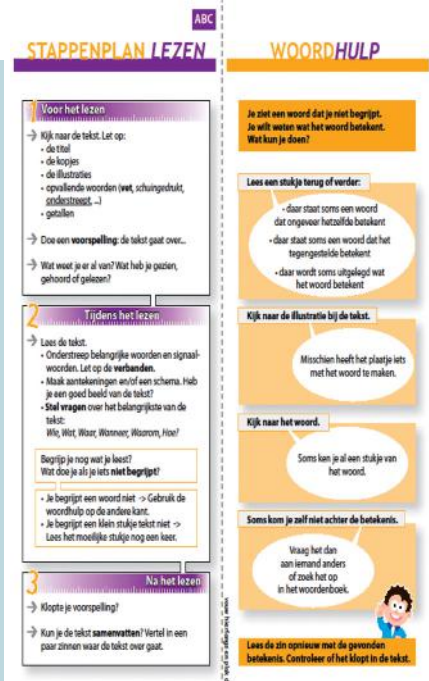 ABC
STAPPENPLAN LEZEN
1 Voor het lezen
→ Kijk naar de tekst. Let op:
• de titel
• de kopjes
• de illustraties
• opvallende woorden (vet, schuingedrukt,
onderstreept, ...)
• getallen
→ Doe een voorspelling: de tekst gaat over...
→ Wat weet je er al van? Wat heb je gezien,
gehoord of gelezen?
2 Tijdens het lezen
→ Lees de tekst.
• Onderstreep belangrijke woorden en signaal-
woorden. Let op de verbanden.
• Maak aantekeningen en/of een schema. Heb
je een goed beeld van de tekst?
• Stel vragen over het belangrijkste van de
tekst:
Wie, Wat, Waar, Wanneer, Waarom, Hoe?
Begrijp je nog wat je leest?
Wat doe je als je iets niet begrijpt?
• Je begrijpt een woord niet -> Gebruik de
woordhulp op de andere kant.
• Je begrijpt een klein stukje tekst niet ->
Lees het moeilijke stukje nog een keer.
3 Na het lezen
→ Klopte je voorspelling?
→ Kun je de tekst samenvatten? Vertel in een
paar zinnen waar de tekst over gaat.
vouw hierlangs en plak
WOORDHULP
Je ziet een woord dat je niet begrijpt.
Je wilt weten wat het woord betekent.
Wat kun je doen?
Lees een stukje terug of verder:
• daar staat soms een woord
dat ongeveer hetzelfde betekent
• daar staat soms een woord dat het
tegengestelde betekent
• daar wordt soms uitgelegd wat
het woord betekent
Kijk naar de illustratie bij de tekst.
Misschien heeft het plaatje iets
met het woord te maken.
Kijk naar het woord.
Soms ken je al een stukje van
het woord.
Soms kom je zelf niet achter de betekenis.
Vraag het dan
aan iemand anders
of zoek het op
in het woordenboek.
Lees de zin opnieuw met de gevonden
betekenis. Controleer of het klopt in de tekst.